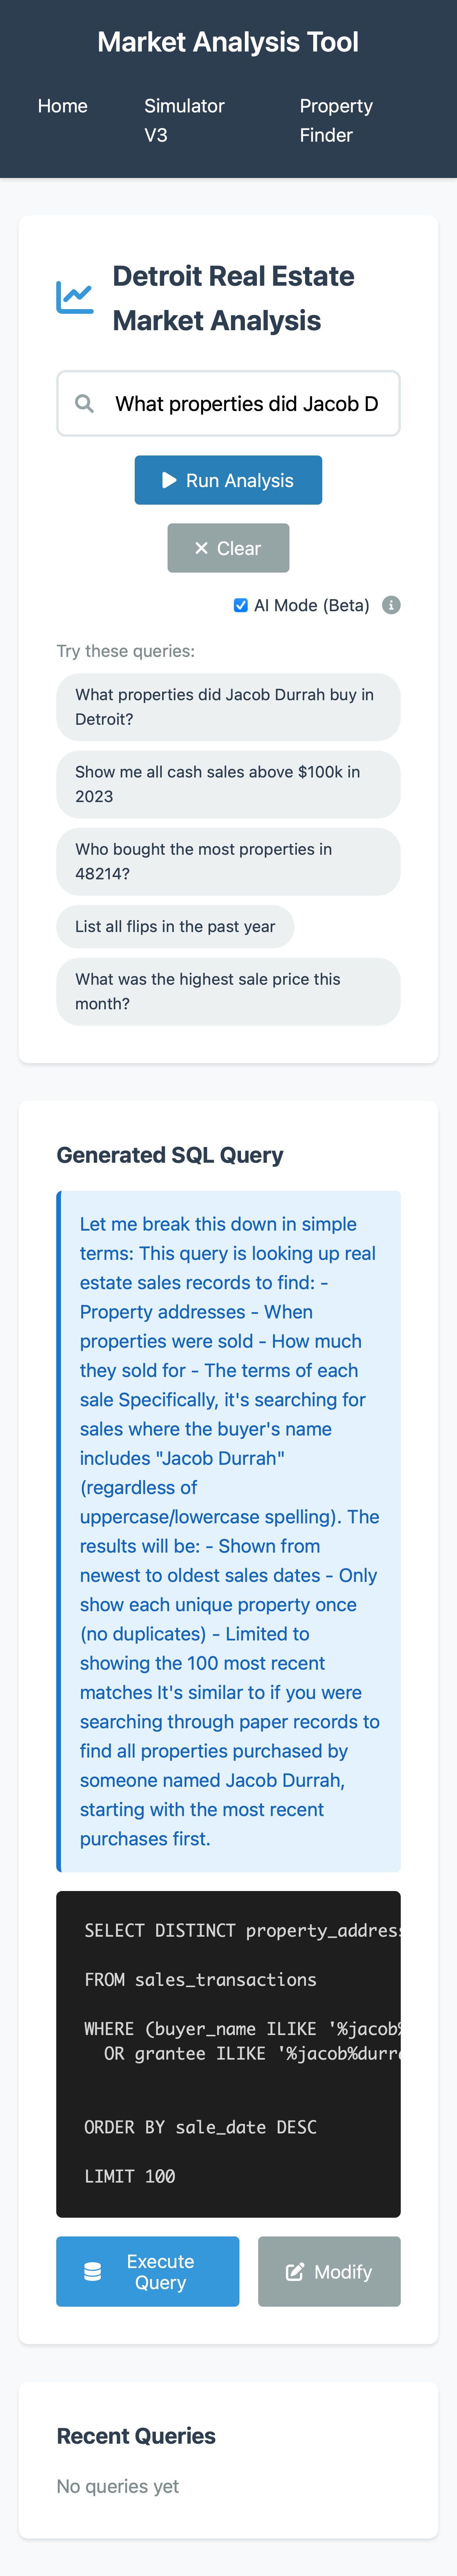 Market Analysis Tool
Home
Simulator
V3
Property
Finder
Detroit Real Estate
Market Analysis
What properties did Jacob D
Run Analysis
Clear
AI Mode (Beta)
Try these queries:
What properties did Jacob Durrah buy in
Detroit?
Show me all cash sales above $100k in
2023
Who bought the most properties in
48214?
List all flips in the past year
What was the highest sale price this
month?
Generated SQL Query
Let me break this down in simple
terms: This query is looking up real
estate sales records to find: -
Property addresses - When
properties were sold - How much
they sold for - The terms of each
sale Specifically, it's searching for
sales where the buyer's name
includes "Jacob Durrah"
(regardless of
uppercase/lowercase spelling). The
results will be: - Shown from
newest to oldest sales dates - Only
show each unique property once
(no duplicates) - Limited to
showing the 100 most recent
matches It's similar to if you were
searching through paper records to
find all properties purchased by
someone named Jacob Durrah,
starting with the most recent
purchases first.
SELECT DISTINCT property_address
FROM sales_transactions
WHERE (buyer_name ILIKE '%jacob%
OR grantee ILIKE '%jacob%durra
ORDER BY sale_date DESC
LIMIT 100
Execute
Query
Modify
Recent Queries
No queries yet